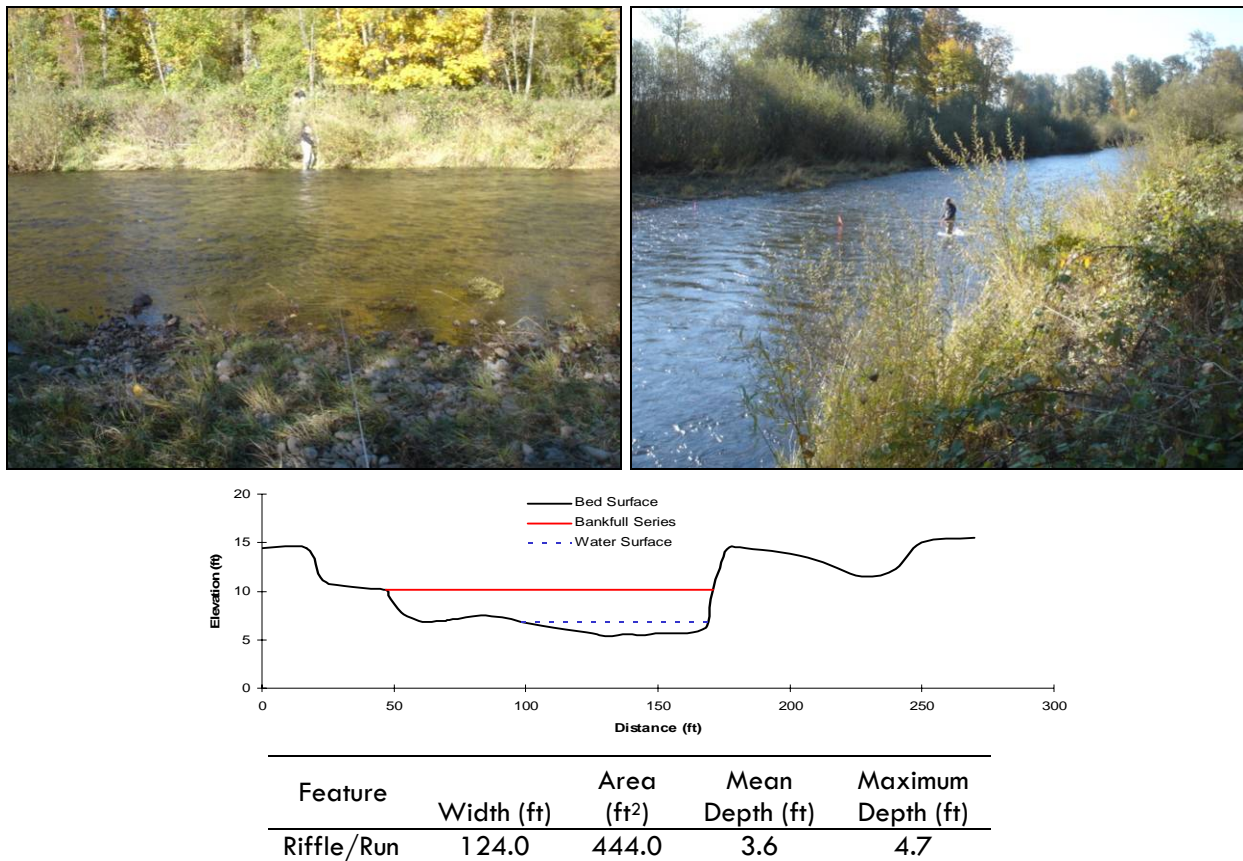 Bed Surface
Bankfull Series
Water Surface
20
15
10
5
0
Elevation (ft)
0 50 100 150 200 250 300
Distance (ft)
Feature Width (ft) Area (ft²) Mean Depth (ft) Maximum Depth (ft)
Riffle/Run 124.0 444.0 3.6 4.7